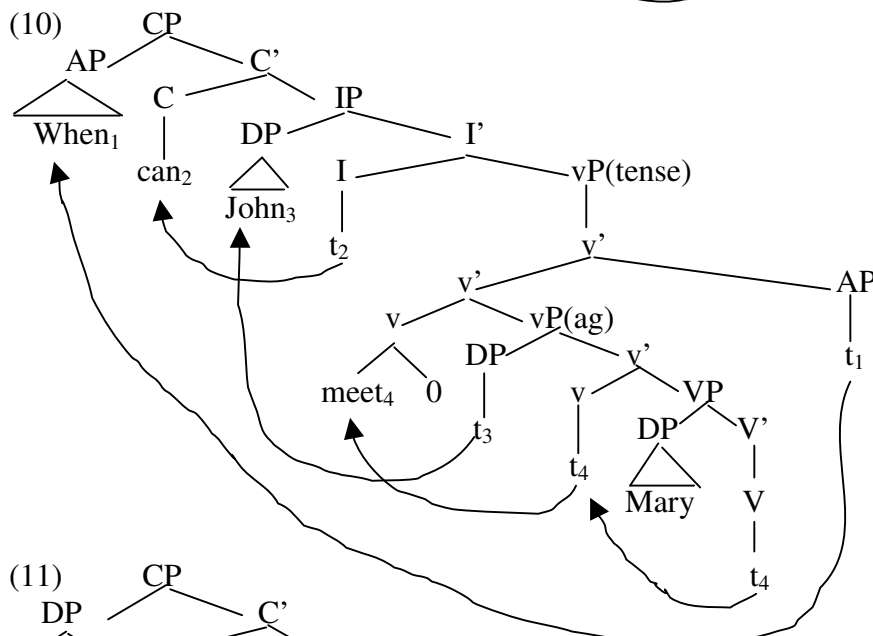 (10) CP
AP C'
C IP
When₁ DP I'
can₂ I vP(tense)
John₃
t₂ v'
v' AP
v vP(ag)
DP v' t₁
meet₄ 0 v VP
t₃ DP V'
t₄ Mary V
(11) CP t₄
DP C'